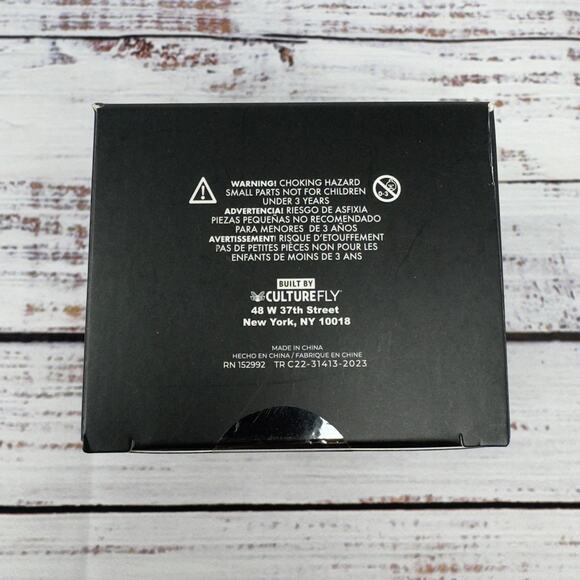 WARNING! CHOKING HAZARD
SMALL PARTS NOT FOR CHILDREN
UNDER 3 YEARS
ADVERTENCIA! RIESGO DE ASFIXIA
PIEZAS PEQUEÑAS NO RECOMENDADO
PARA MENORES DE 3 AÑOS
AVERTISSEMENT! RISQUE D'ETOUFFEMENT
PAS DE PETITES PIÈCES NON POUR LES
ENFANTS DE MOINS DE 3 ANS
0-3
BUILT BY
CULTUREFLY
48 W 37th Street
New York, NY 10018
MADE IN CHINA
HECHO EN CHINA / FABRIQUE EN CHINE
RN 152992 TR C22-31413-2023